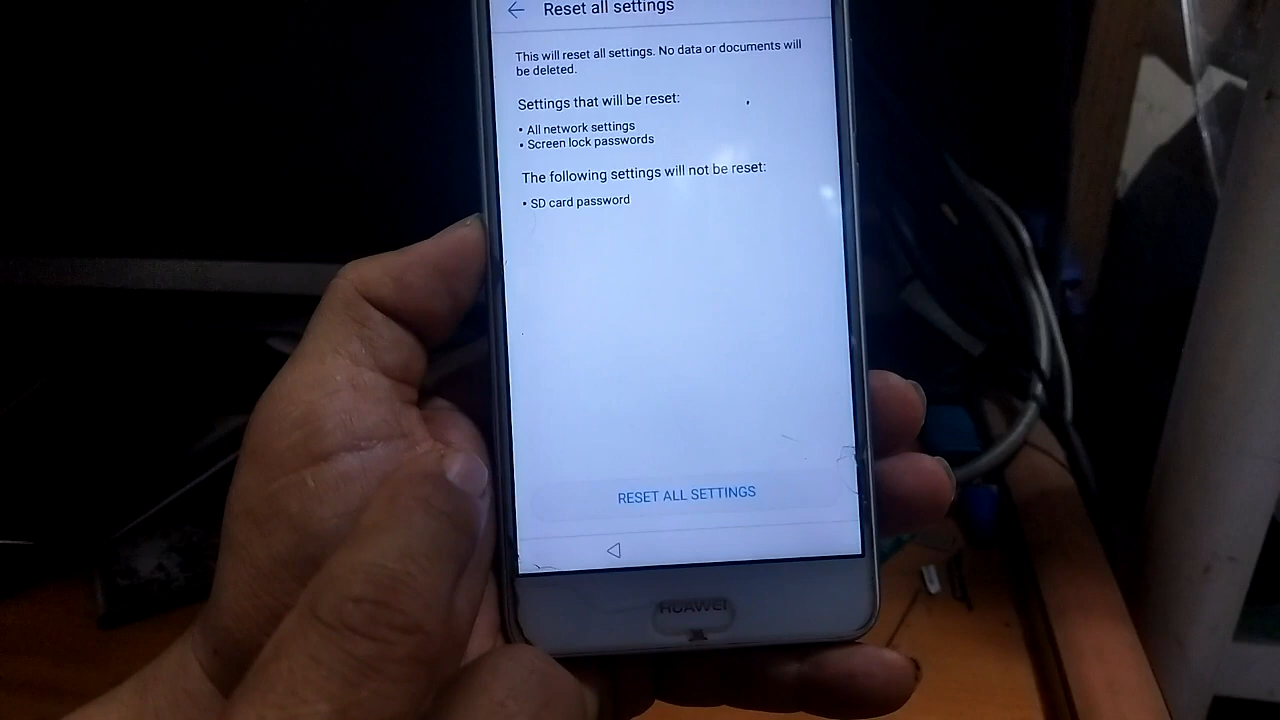 Reset all settings
This will reset all settings. No data or documents will
be deleted.
Settings that will be reset:
• All network settings
• Screen lock passwords
The following settings will not be reset:
• SD card password
RESET ALL SETTINGS
HUAWEI